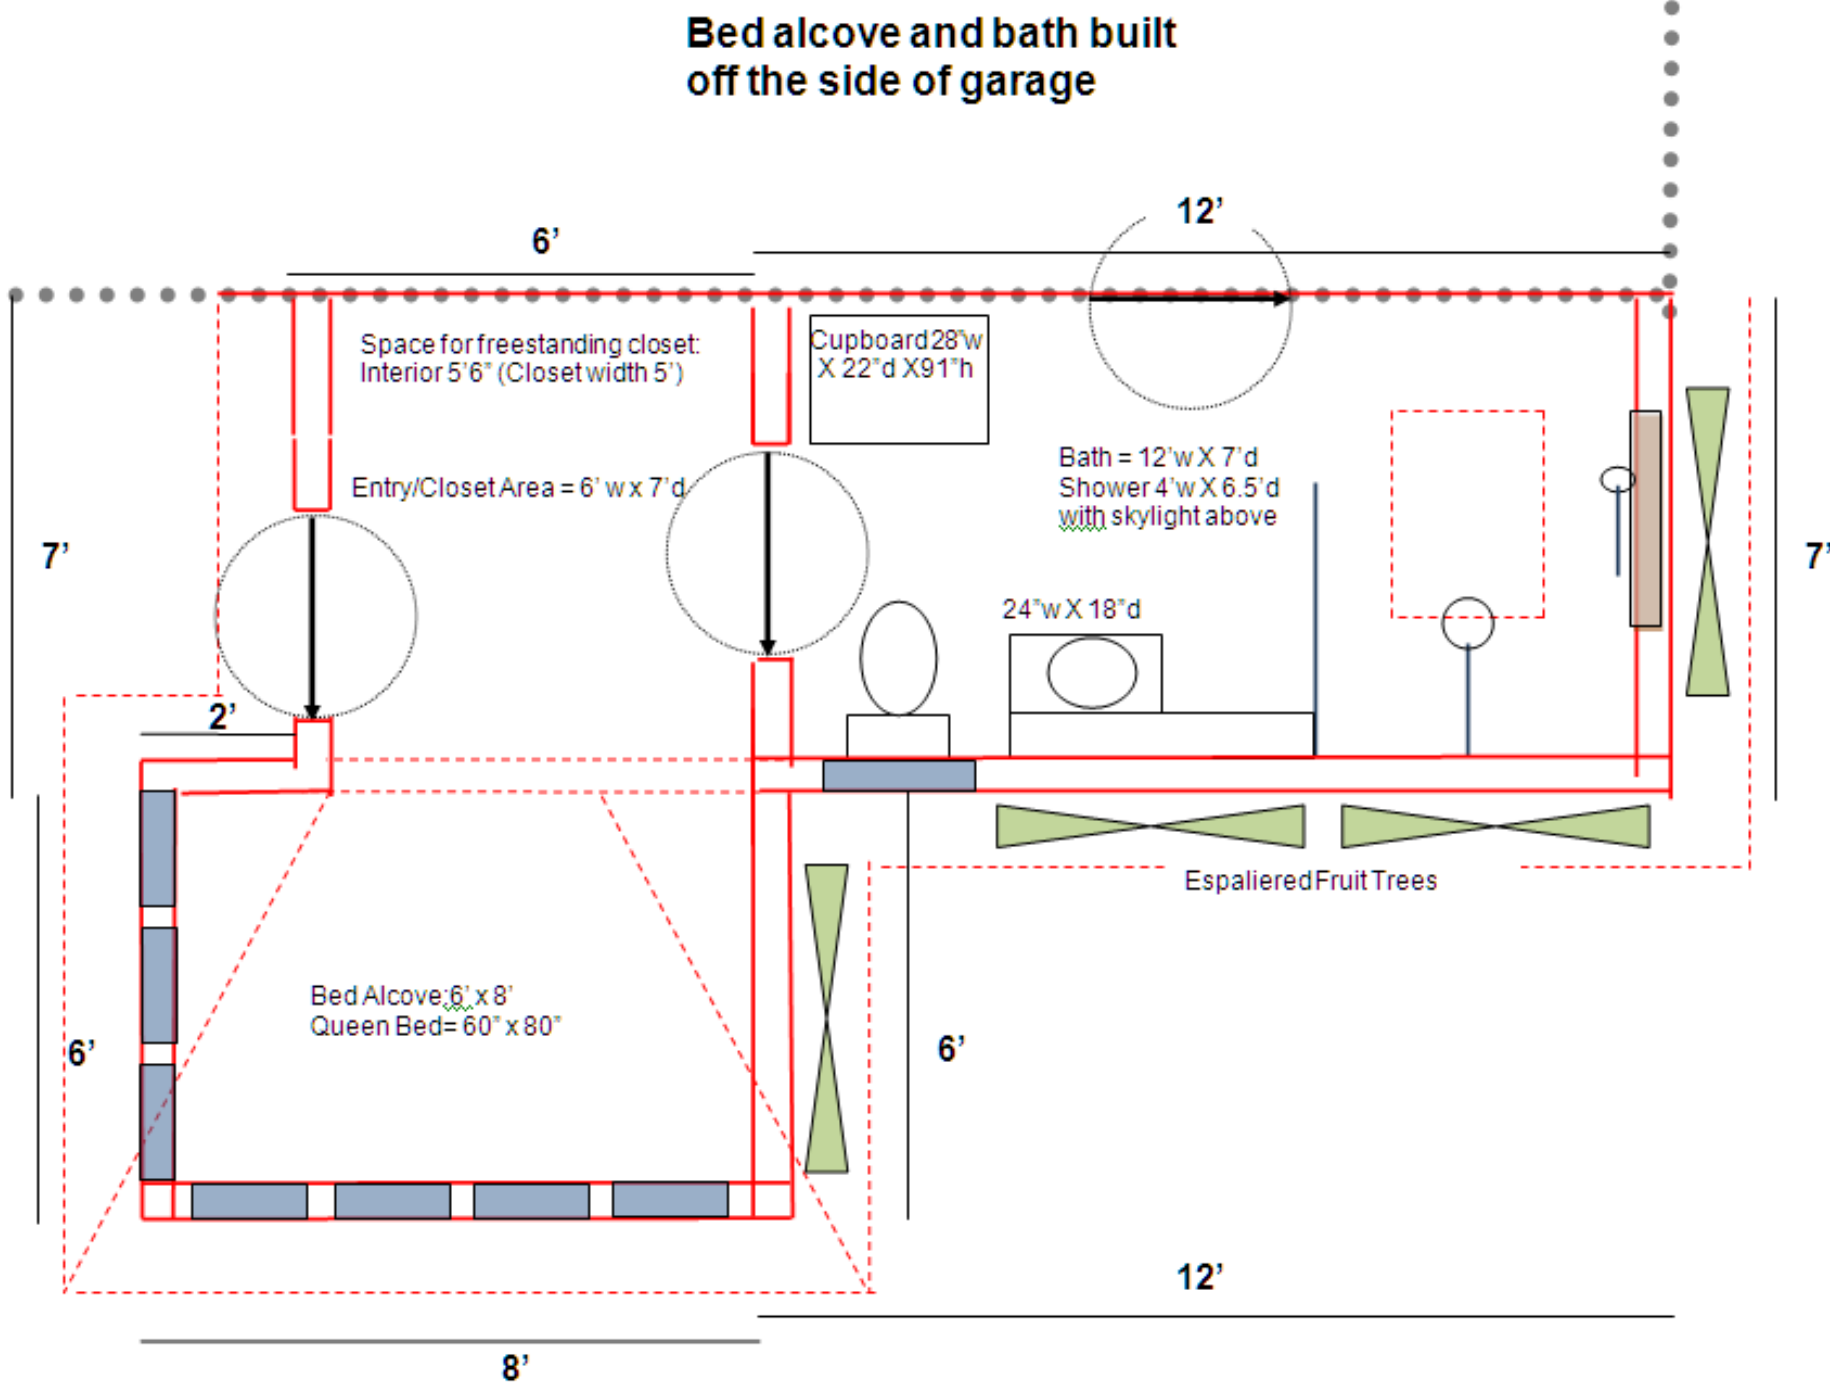 Bed alcove and bath built
off the side of garage
12’
6’
Space for freestanding closet:
Interior 5’6” (Closet width 5’)
Cupboard 28”w
X 22”d X91”h
Entry/Closet Area = 6’ w x 7’d
Bath = 12’w X 7’d
Shower 4’w X 6.5’d
with skylight above
7’
7’
24”w X 18”d
2’
Espaliered Fruit Trees
Bed Alcove:6’ x 8’
Queen Bed= 60” x 80”
6’
6’
12’
8’